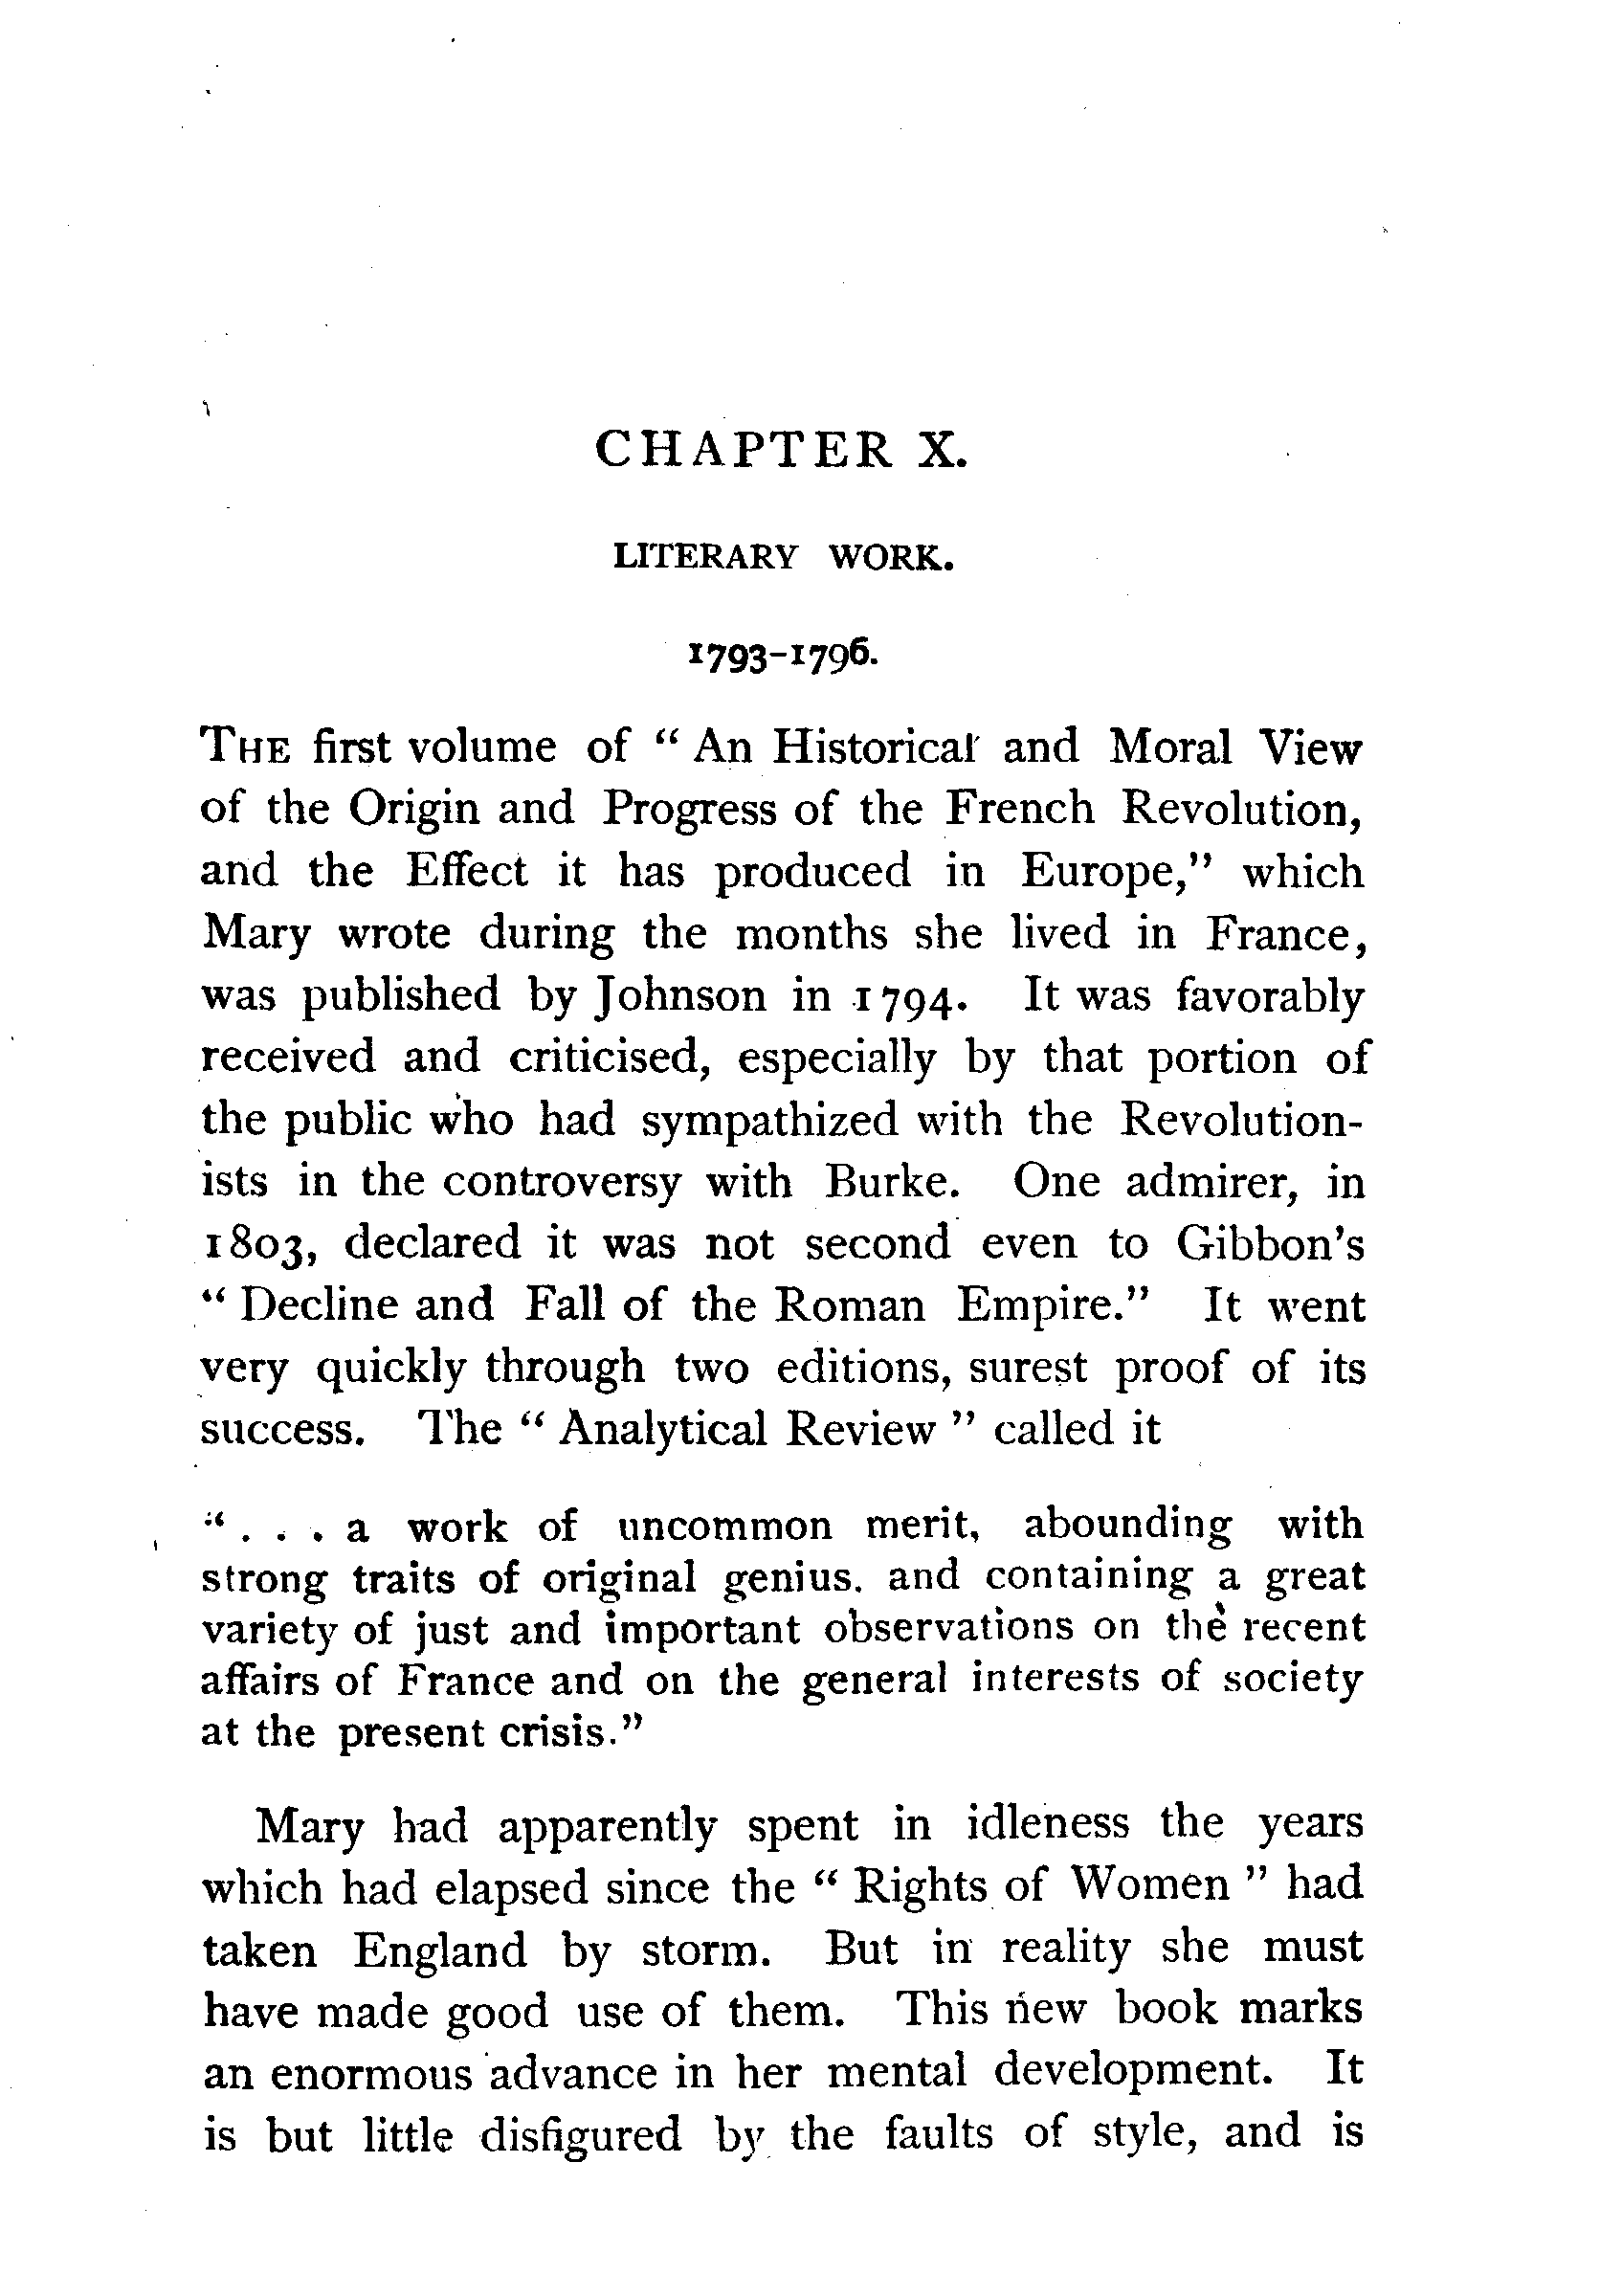 CHAPTER X.
LITERARY WORK.
1793-1796.
THE first volume of “ An Historical and Moral View
of the Origin and Progress of the French Revolution,
and the Effect it has produced in Europe,” which
Mary wrote during the months she lived in France,
was published by Johnson in 1794. It was favorably
received and criticised, especially by that portion of
the public who had sympathized with the Revolution-
ists in the controversy with Burke. One admirer, in
1803, declared it was not second even to Gibbon's
“ Decline and Fall of the Roman Empire.” It went
very quickly through two editions, surest proof of its
success. The “ Analytical Review ” called it
“ . . . a work of uncommon merit, abounding with
strong traits of original genius. and containing a great
variety of just and important observations on the recent
affairs of France and on the general interests of society
at the present crisis.”
Mary had apparently spent in idleness the years
which had elapsed since the “ Rights of Women ” had
taken England by storm. But in reality she must
have made good use of them. This new book marks
an enormous advance in her mental development. It
is but little disfigured by the faults of style, and is